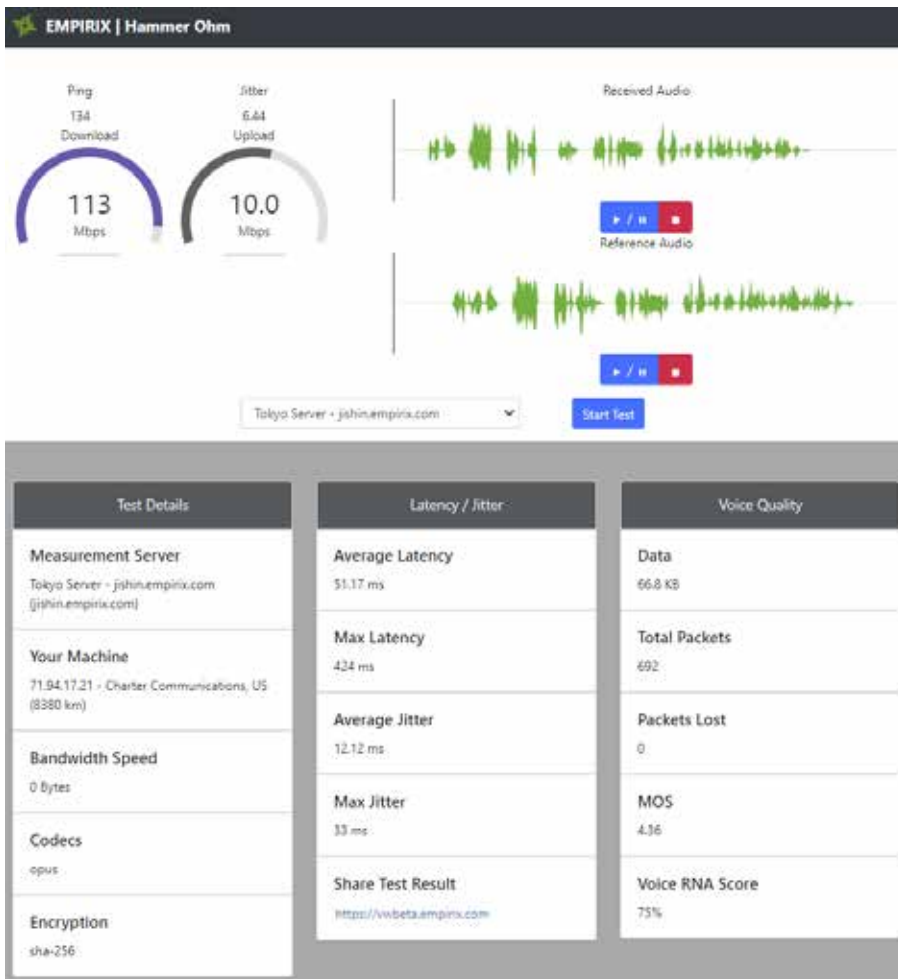 EMPIRIX | Hammer Ohm
Ping
134
Download
113
Mbps
Jitter
6.44
Upload
10.0
Mbps
Received Audio
Reference Audio
Tokyo Server - jishin.empirix.com
Start Test
Test Details
Measurement Server
Tokyo Server - jishin.empirix.com
(jishin.empirix.com)
Your Machine
71.94.17.21 - Charter Communications, US
(8380 km)
Bandwidth Speed
0 Bytes
Codecs
opus
Encryption
sha-256
Latency / Jitter
Average Latency
51.17 ms
Max Latency
424 ms
Average Jitter
12.12 ms
Max Jitter
33 ms
Share Test Result
https://vwbeta.empirix.com
Voice Quality
Data
66.8 KB
Total Packets
692
Packets Lost
0
MOS
4.36
Voice RNA Score
75%